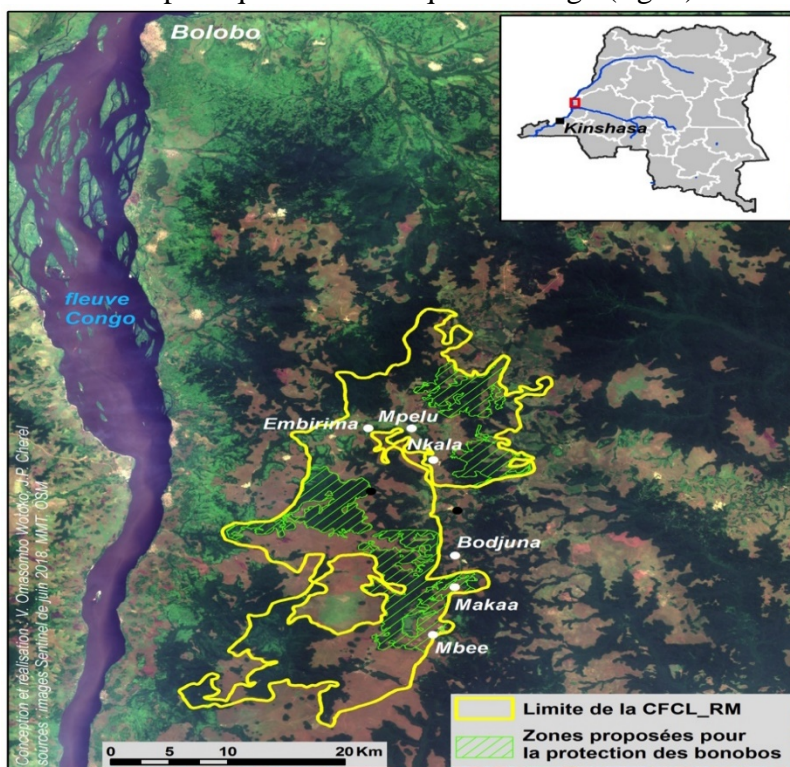 Bolobo
Kinshasa
fleuve
Congo
Embirima
Mpelu
Nkala
Bodjuna
Makaa
Mbee
Conception et réalisation : V. Omasombo Wotoko, J.P. Cherel
sources : images Sentinel de juin 2018, MMT, OSM
Limite de la CFCL_RM
Zones proposées pour
la protection des bonobos
0 5 10 20 Km